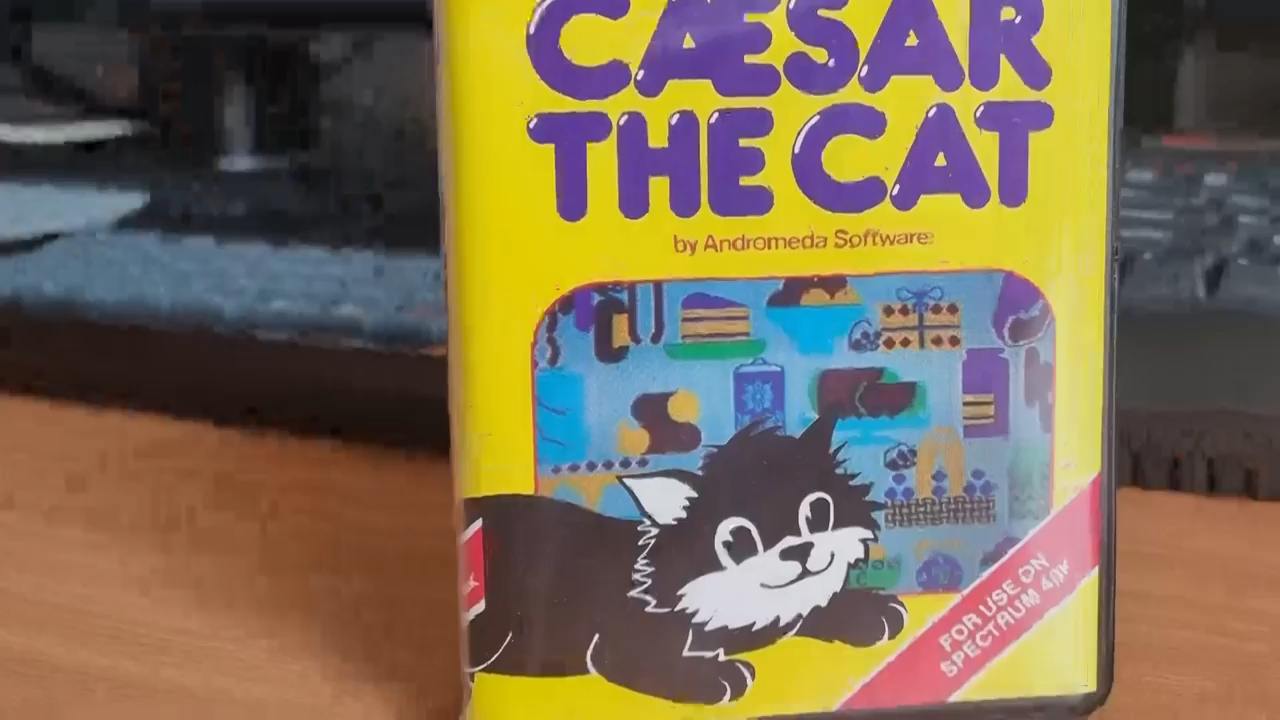 CÆSAR
THE CAT
by Andromeda Software
FOR USE ON
SPECTRUM 48K